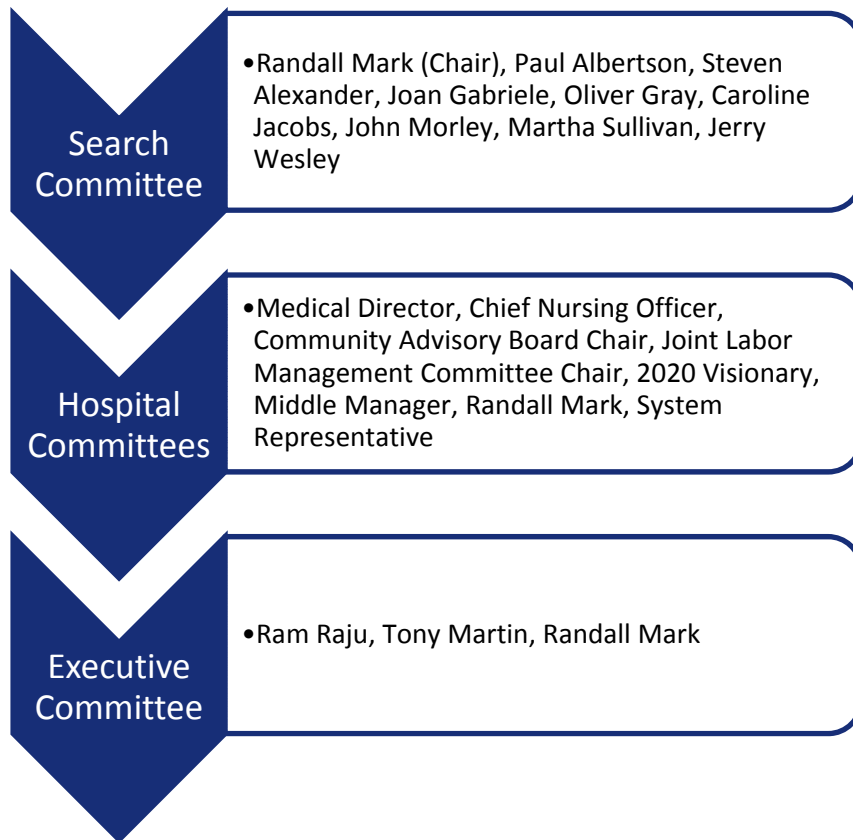 Search
Committee
•Randall Mark (Chair), Paul Albertson, Steven
Alexander, Joan Gabriele, Oliver Gray, Caroline
Jacobs, John Morley, Martha Sullivan, Jerry
Wesley
Hospital
Committees
•Medical Director, Chief Nursing Officer,
Community Advisory Board Chair, Joint Labor
Management Committee Chair, 2020 Visionary,
Middle Manager, Randall Mark, System
Representative
Executive
Committee
•Ram Raju, Tony Martin, Randall Mark